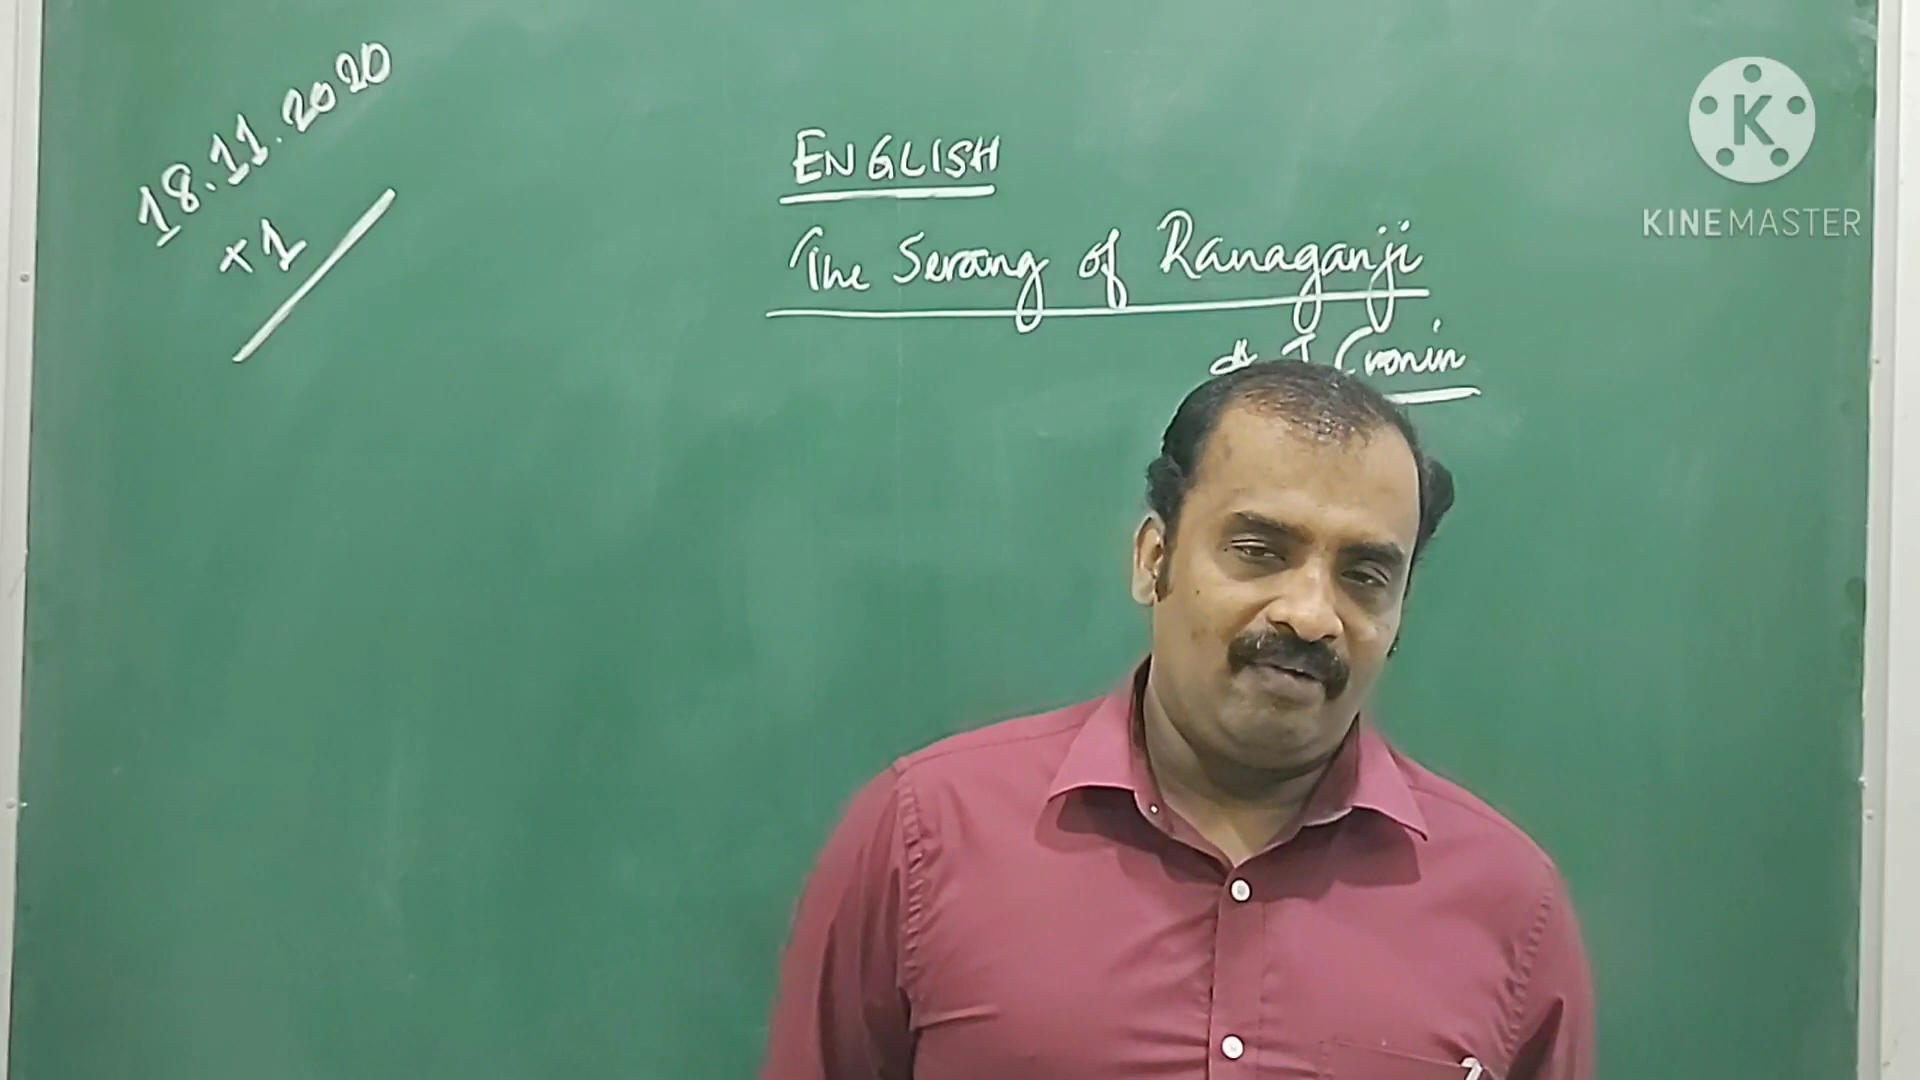 18.11.2020
+1
ENGLISH
The Serang of Ranaganji
A J Cronin
K
KINEMASTER